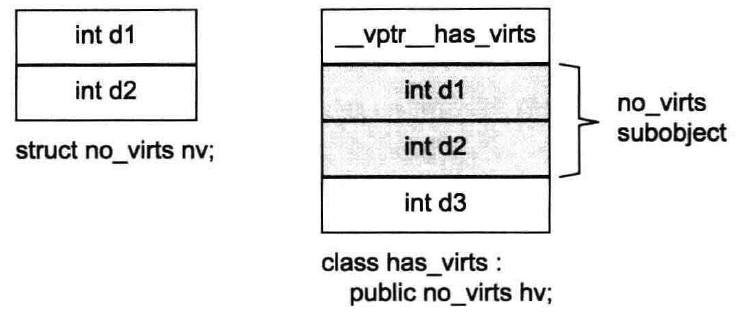 int d1
int d2
struct no_virts nv;
__vptr__has_virts
int d1
int d2
int d3
no_virts
subobject
class has_virts :
public no_virts hv;